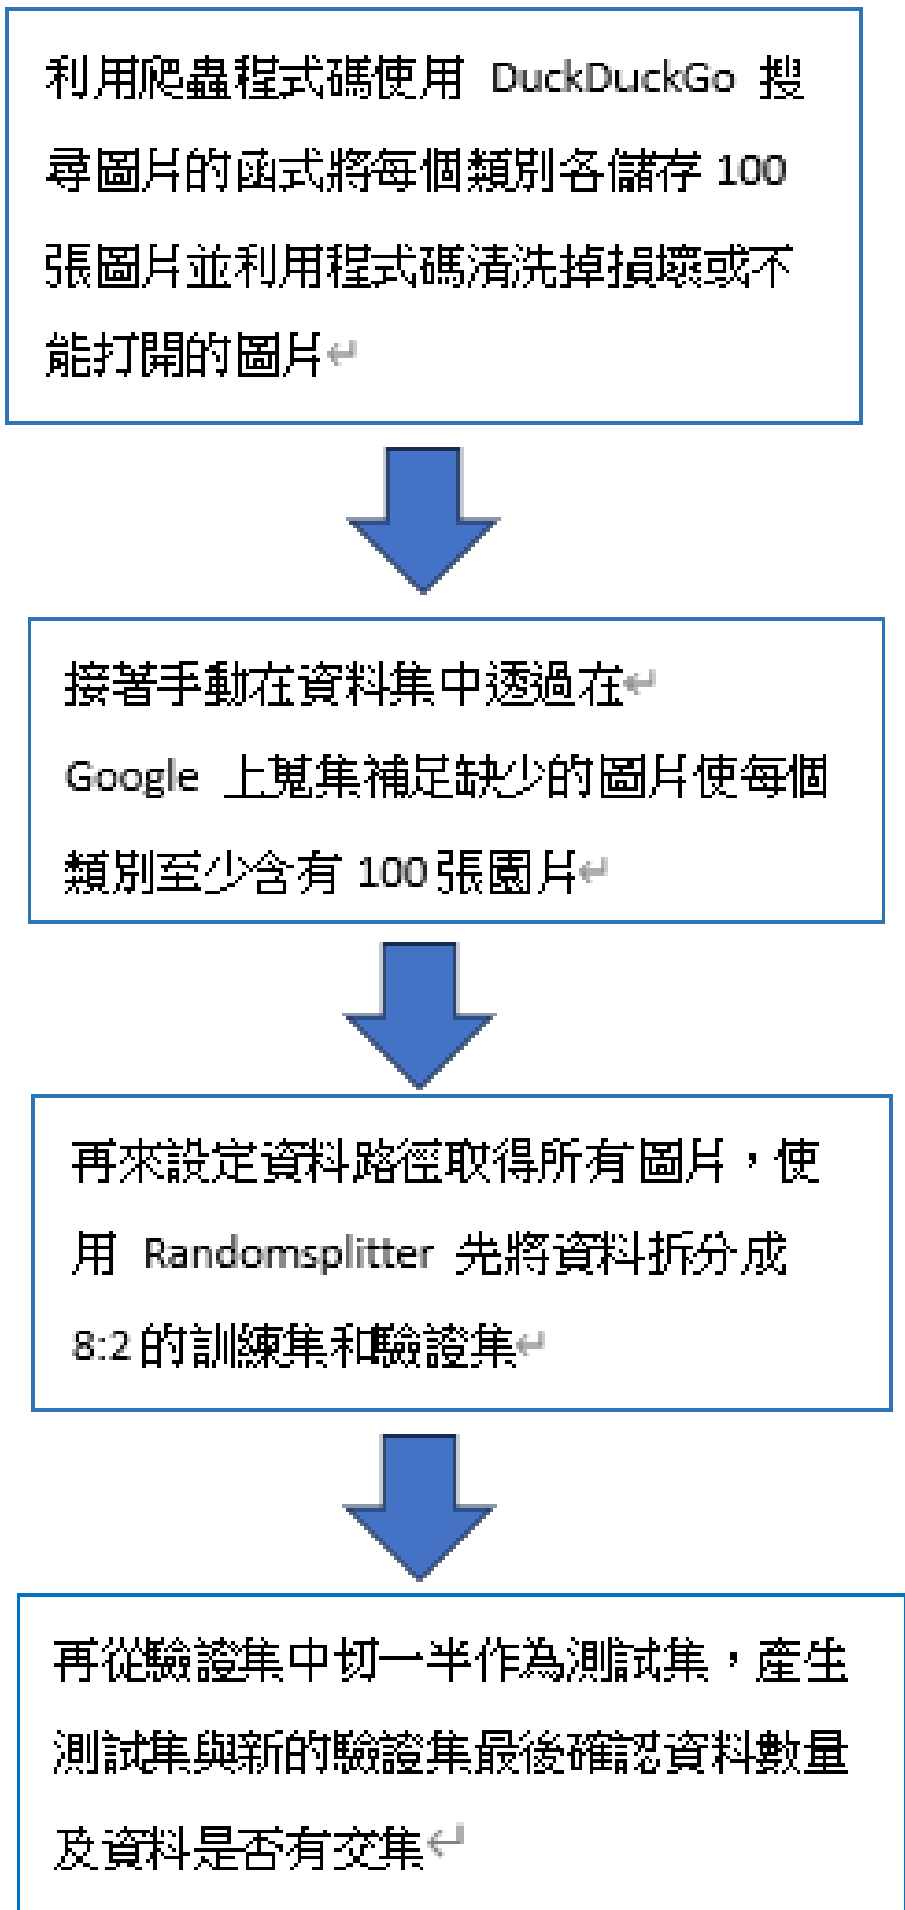 利用爬蟲程式碼使用 DuckDuckGo 搜
尋圖片的函式將每個類別各儲存 100
張圖片並利用程式碼清洗掉損壞或不
能打開的圖片
接著手動在資料集中透過在
Google 上蒐集補足缺少的圖片使每個
類別至少含有 100 張圖片
再來設定資料路徑取得所有圖片，使
用 Randomsplitter 先將資料拆分成
8:2 的訓練集和驗證集
再從驗證集中切一半作為測試集，產生
測試集與新的驗證集最後確認資料數量
及資料是否有交集